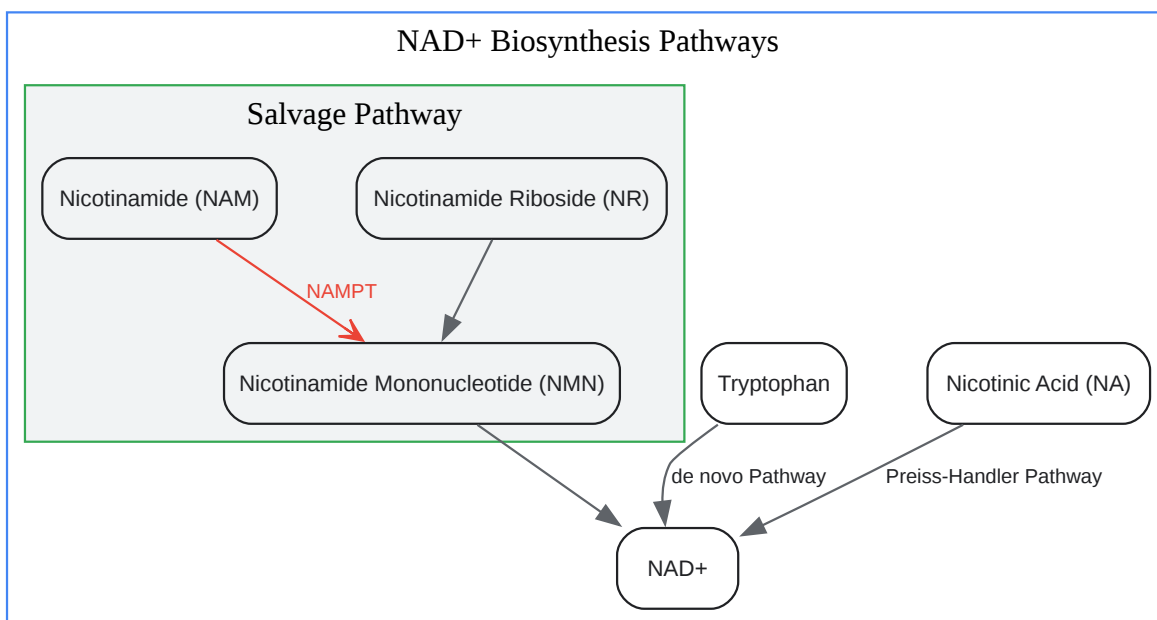 NAD+ Biosynthesis Pathways
Salvage Pathway
Nicotinamide (NAM)
Nicotinamide Riboside (NR)
NAMPT
Nicotinamide Mononucleotide (NMN)
Tryptophan
Nicotinic Acid (NA)
de novo Pathway
Preiss-Handler Pathway
NAD+